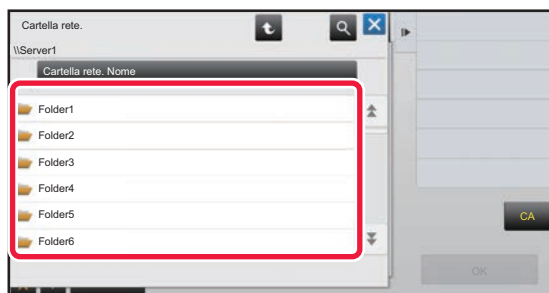 Cartella rete.
\\Server1
Cartella rete. Nome
Folder1
Folder2
Folder3
Folder4
Folder5
Folder6
CA
OK